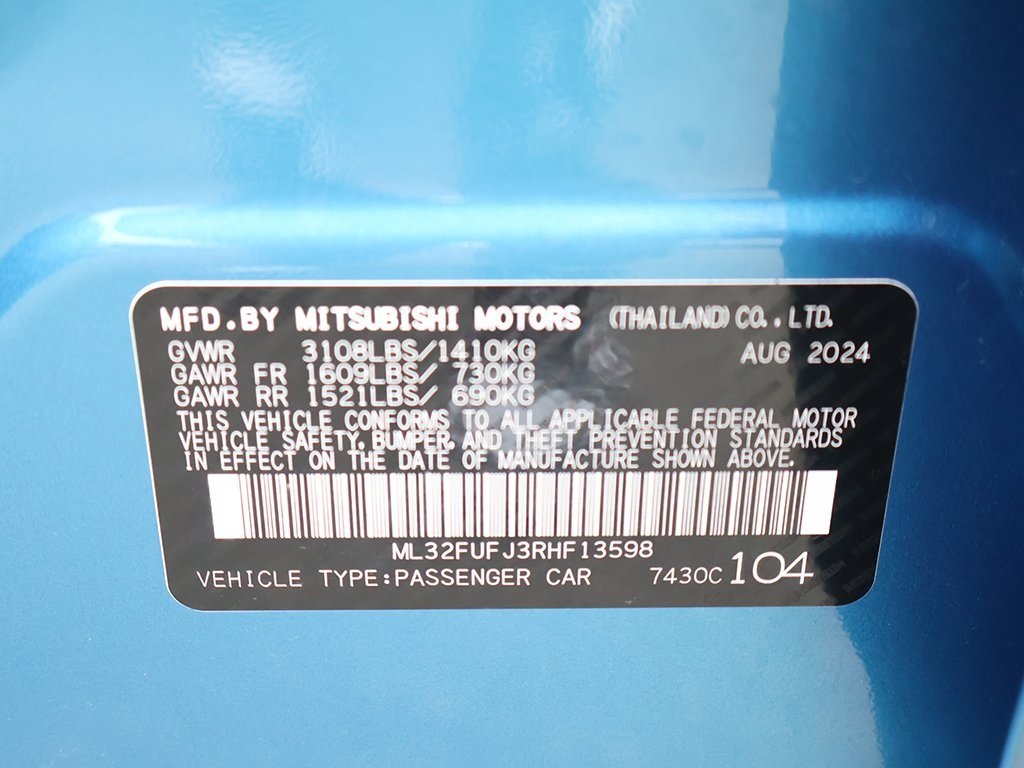 MFD.BY MITSUBISHI MOTORS (THAILAND) CO.,LTD.
GVWR 3108LBS/1410KG AUG 2024
GAWR FR 1609LBS/ 730KG
GAWR RR 1521LBS/ 690KG
THIS VEHICLE CONFORMS TO ALL APPLICABLE FEDERAL MOTOR
VEHICLE SAFETY, BUMPER, AND THEFT PREVENTION STANDARDS
IN EFFECT ON THE DATE OF MANUFACTURE SHOWN ABOVE.
ML32FUFJ3RHF13598
VEHICLE TYPE:PASSENGER CAR 7430C 104